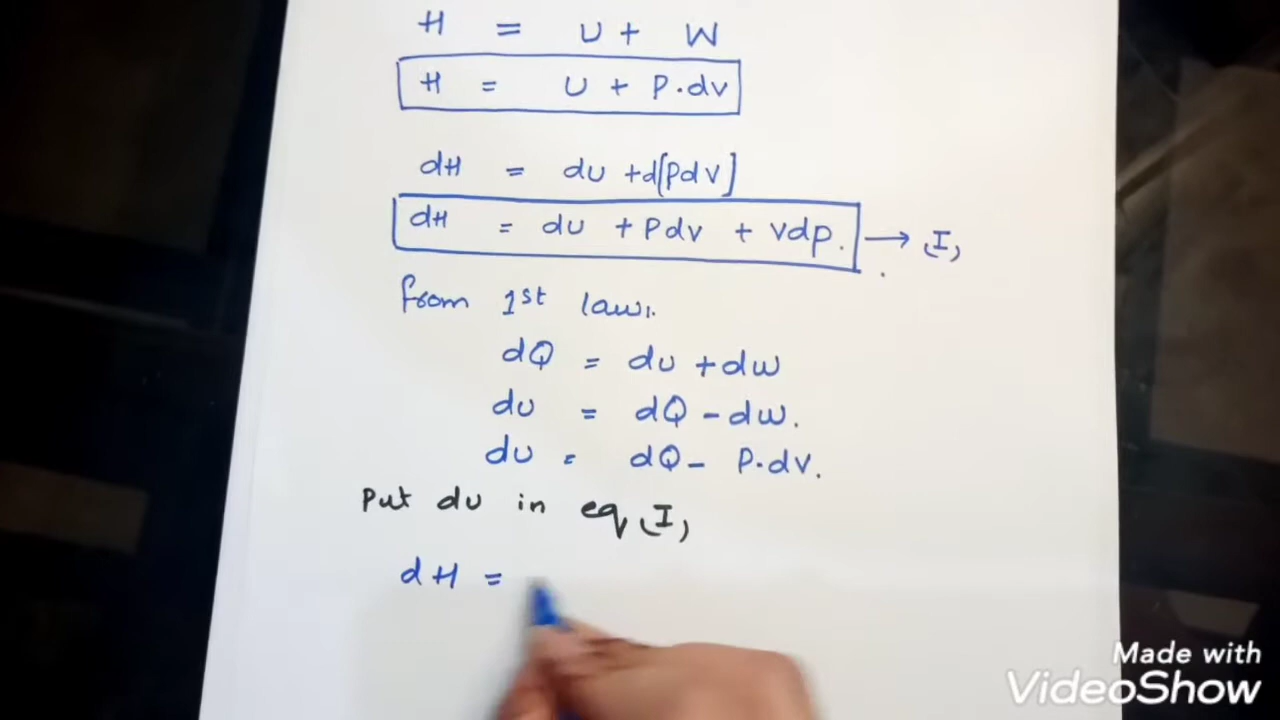 H = U + W
H = U + P.dv
dH = du + d[Pdv]
dH = du + Pdv + vdp. → (I)
from 1st law.
dQ = du + dw
du = dQ - dw.
du = dQ - P.dv.
Put du in eq (I)
dH =
Made with
VideoShow